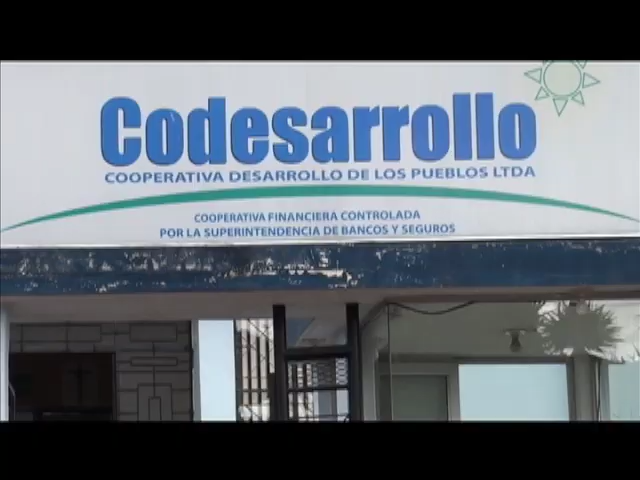 Codesarrollo
COOPERATIVA DESARROLLO DE LOS PUEBLOS LTDA
COOPERATIVA FINANCIERA CONTROLADA
POR LA SUPERINTENDENCIA DE BANCOS Y SEGUROS